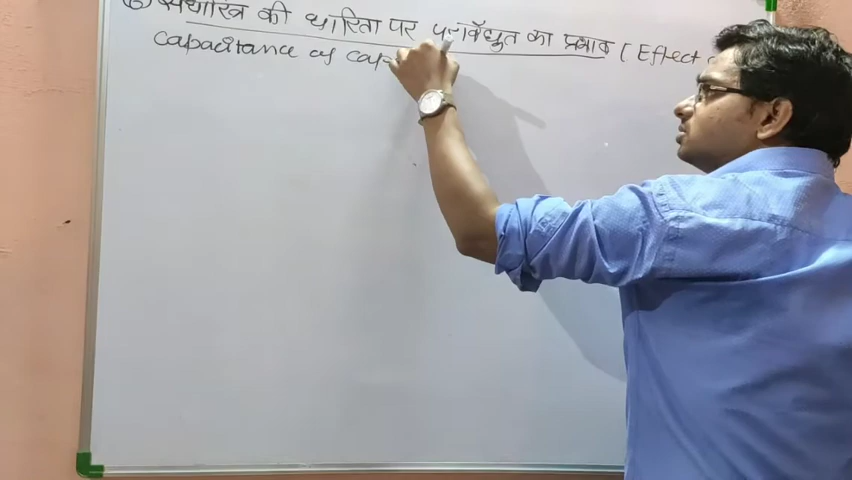 संधारित्र की धारिता पर परावैद्युत का प्रभाव ( Effect
capacitance of cap